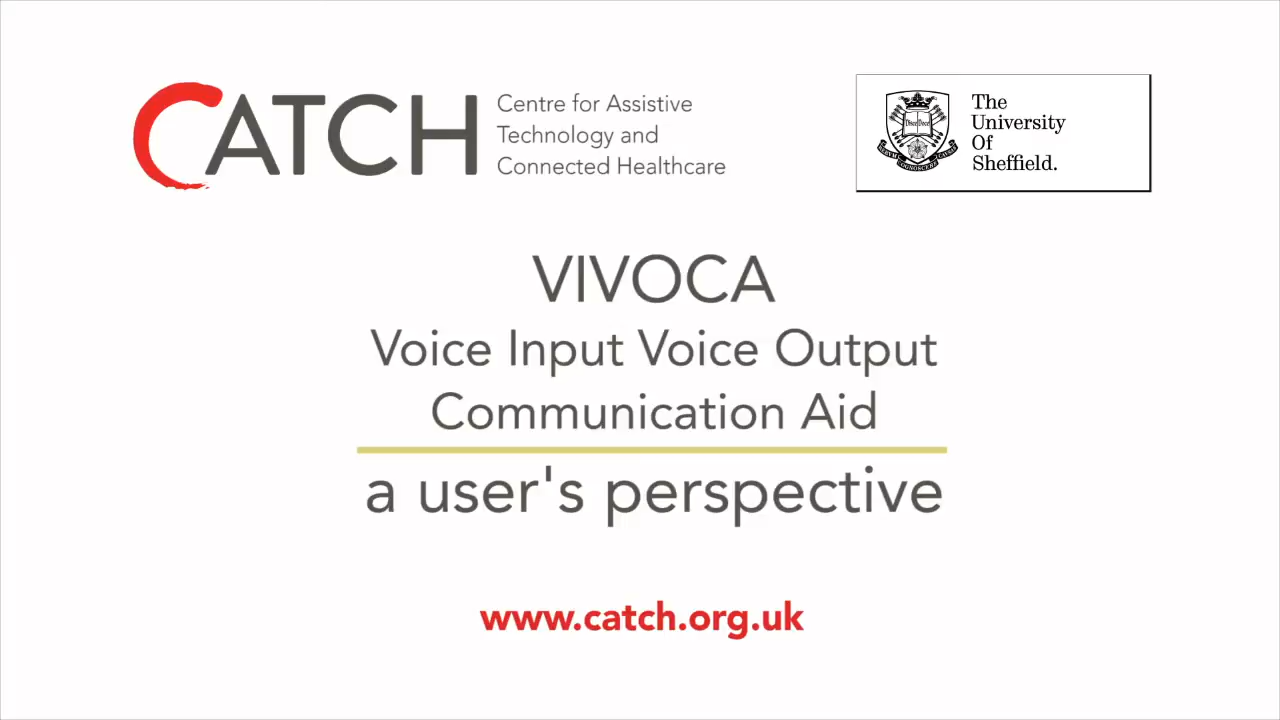 CATCH
Centre for Assistive
Technology and
Connected Healthcare
The
University
Of
Sheffield.
VIVOCA
Voice Input Voice Output
Communication Aid
a user's perspective
www.catch.org.uk